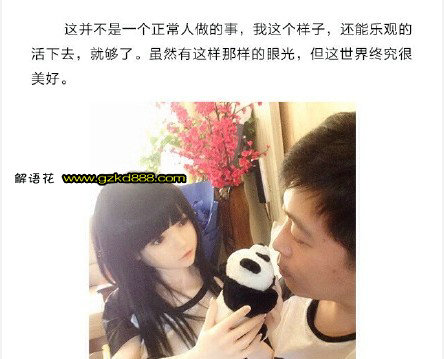 这并不是一个正常人做的事，我这个样子，还能乐观的
活下去，就够了。虽然有这样那样的眼光，但这世界终究很
美好。
解语花 www.gzkd888.com